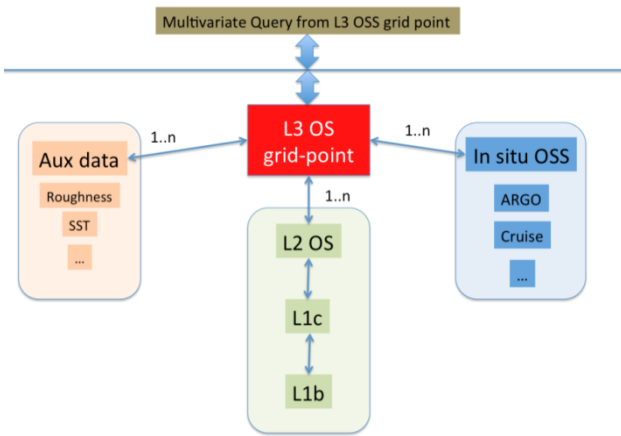 Multivariate Query from L3 OSS grid point
L3 OS
grid-point
1..n
1..n
1..n
Aux data
Roughness
SST
...
In situ OSS
ARGO
Cruise
...
L2 OS
L1c
L1b